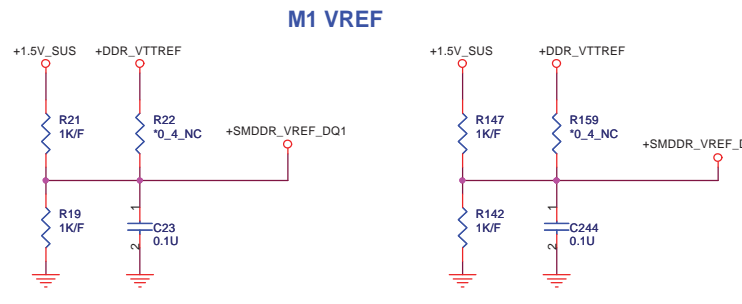 M1 VREF
+1.5V_SUS
+DDR_VTTREF
R21
1K/F
R22
*0_4_NC
+SMDDR_VREF_DQ1
R19
1K/F
1
C23
0.1U
2
+1.5V_SUS
+DDR_VTTREF
R147
1K/F
R159
*0_4_NC
+SMDDR_VREF_D
R142
1K/F
1
C244
0.1U
2